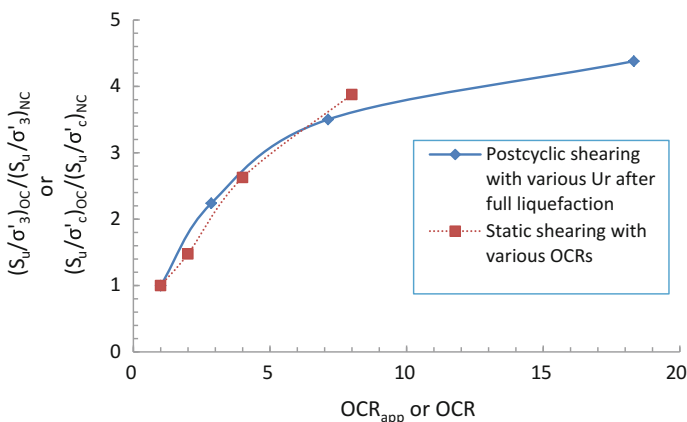 (Su/σ'3)OC/(Su/σ'3)NC
or
(Su/σ'c)OC/(Su/σ'c)NC
5
4
3
2
1
0
0
5
10
15
20
OCRapp or OCR
Postcyclic shearing
with various Ur after
full liquefaction
Static shearing with
various OCRs